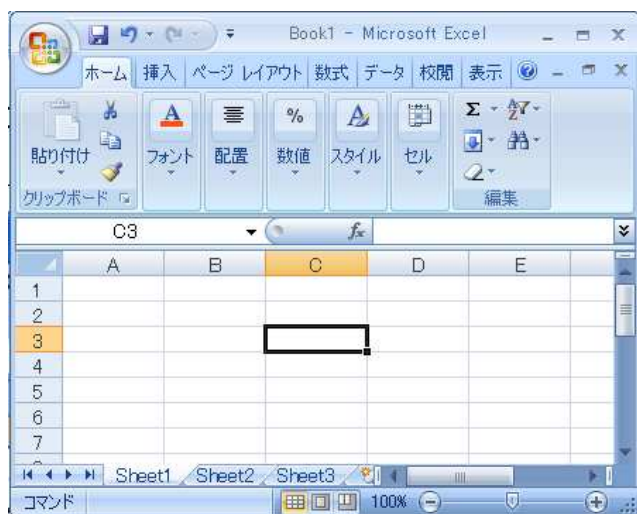 Book1 - Microsoft Excel
ホーム 挿入 ページ レイアウト 数式 データ 校閲 表示
貼り付け フォント 配置 数値 スタイル セル
クリップボード 編集
C3 fx
A B C D E
1
2
3
4
5
6
7
Sheet1 Sheet2 Sheet3
コマンド 100%